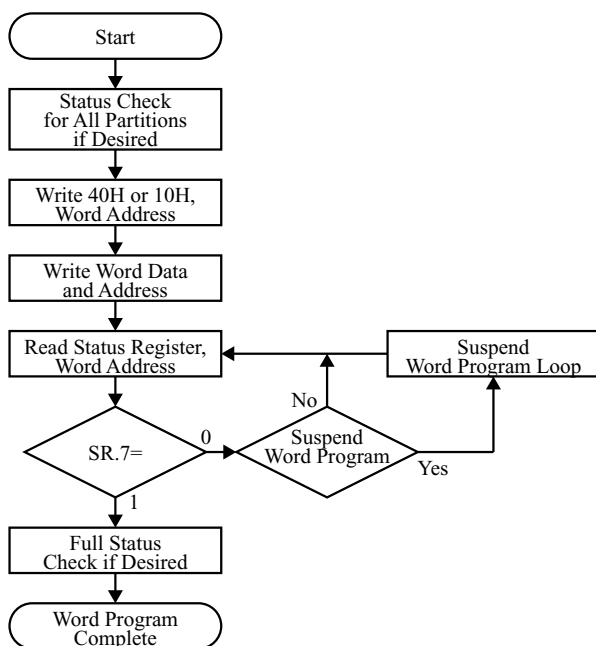 Start
Status Check
for All Partitions
if Desired
Write 40H or 10H,
Word Address
Write Word Data
and Address
Read Status Register,
Word Address
Suspend
Word Program Loop
No
SR.7=
0
Suspend
Word Program
Yes
1
Full Status
Check if Desired
Word Program
Complete